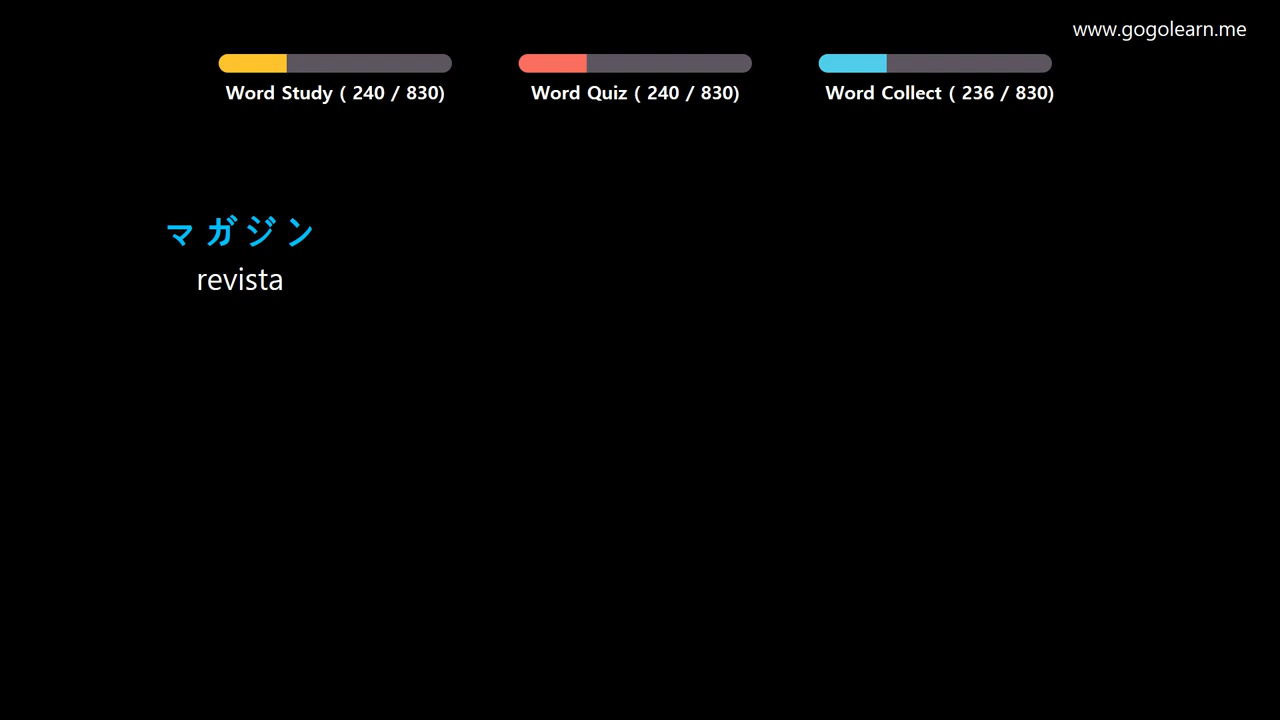 www.gogolearn.me
Word Study ( 240 / 830)
Word Quiz ( 240 / 830)
Word Collect ( 236 / 830)
マガジン
revista